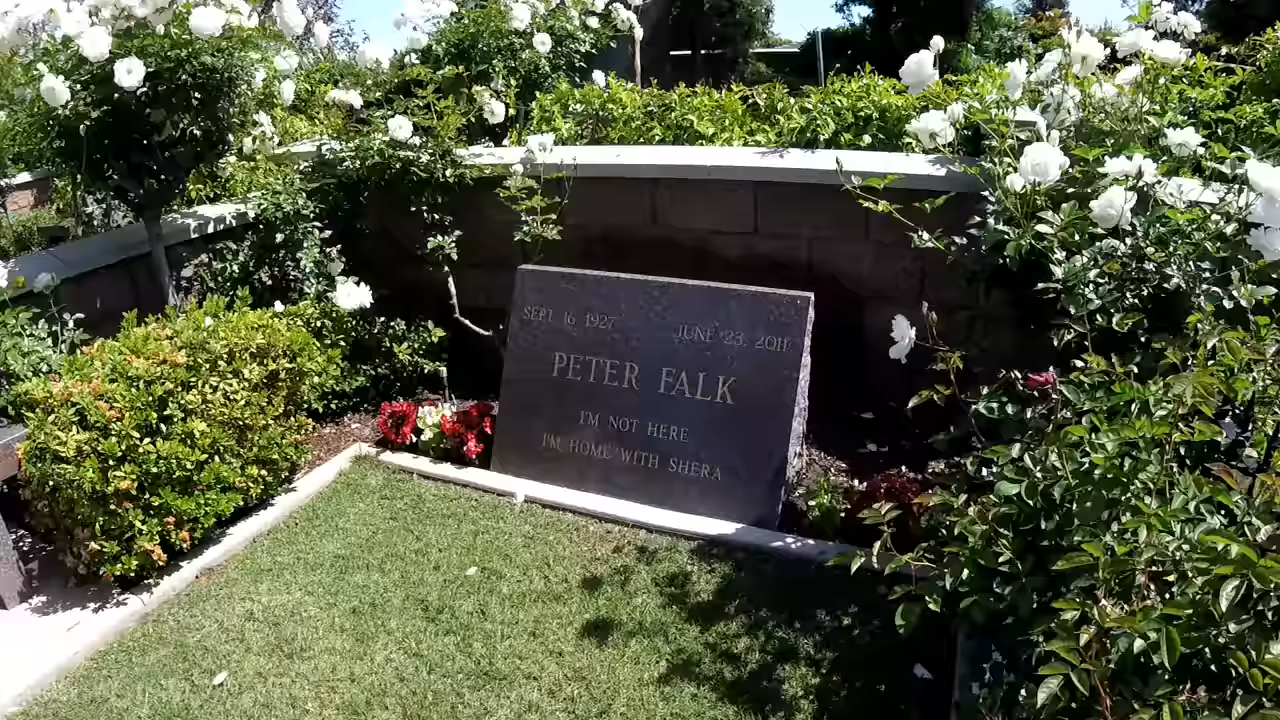 SEPT. 16, 1927 JUNE 23, 2011
PETER FALK
I'M NOT HERE
I'M HOME WITH SHERA